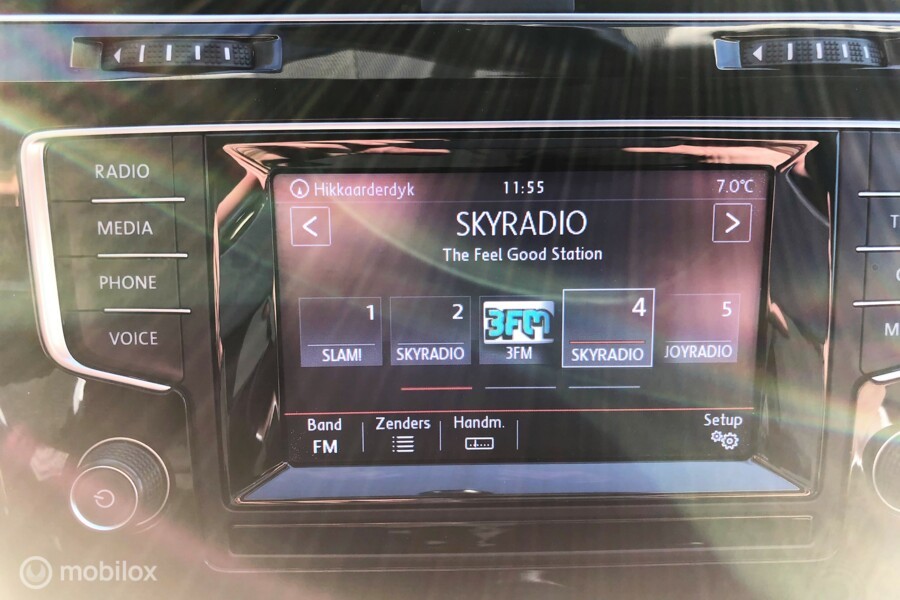 RADIO
MEDIA
PHONE
VOICE
Hikkaarderdyk 11:55 7.0°C
< SKYRADIO >
The Feel Good Station
1 2 4 5
3FM
SLAM! SKYRADIO 3FM SKYRADIO JOYRADIO
Band Zenders Handm. Setup
FM
T
M
mobilox